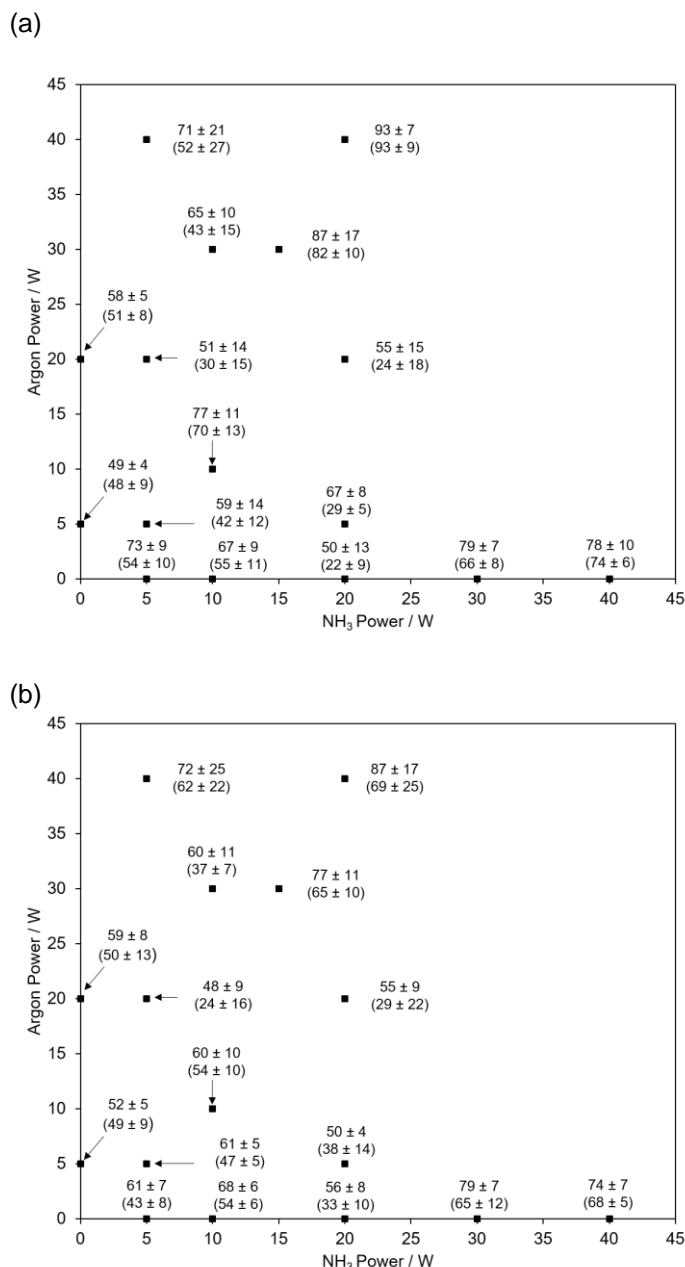 (a)
45
71 ± 21
93 ± 7
40
(52 ± 27)
(93 ± 9)
35
65 ± 10
(43 ± 15)
87 ± 17
30
(82 ± 10)
Argon Power / W
25
58 ± 5
(51 ± 8)
20
51 ± 14
(30 ± 15)
55 ± 15
(24 ± 18)
15
77 ± 11
(70 ± 13)
10
49 ± 4
(48 ± 9)
59 ± 14
(42 ± 12)
67 ± 8
(29 ± 5)
5
73 ± 9
(54 ± 10)
67 ± 9
(55 ± 11)
50 ± 13
(22 ± 9)
79 ± 7
(66 ± 8)
78 ± 10
(74 ± 6)
0
0 5 10 15 20 25 30 35 40 45
NH3 Power / W
(b)
45
72 ± 25
87 ± 17
40
(62 ± 22)
(69 ± 25)
35
60 ± 11
(37 ± 7)
77 ± 11
30
(65 ± 10)
Argon Power / W
25
59 ± 8
(50 ± 13)
20
48 ± 9
(24 ± 16)
55 ± 9
(29 ± 22)
15
60 ± 10
(54 ± 10)
10
52 ± 5
(49 ± 9)
61 ± 5
(47 ± 5)
50 ± 4
(38 ± 14)
5
61 ± 7
(43 ± 8)
68 ± 6
(54 ± 6)
56 ± 8
(33 ± 10)
79 ± 7
(65 ± 12)
74 ± 7
(68 ± 5)
0
0 5 10 15 20 25 30 35 40 45
NH3 Power / W